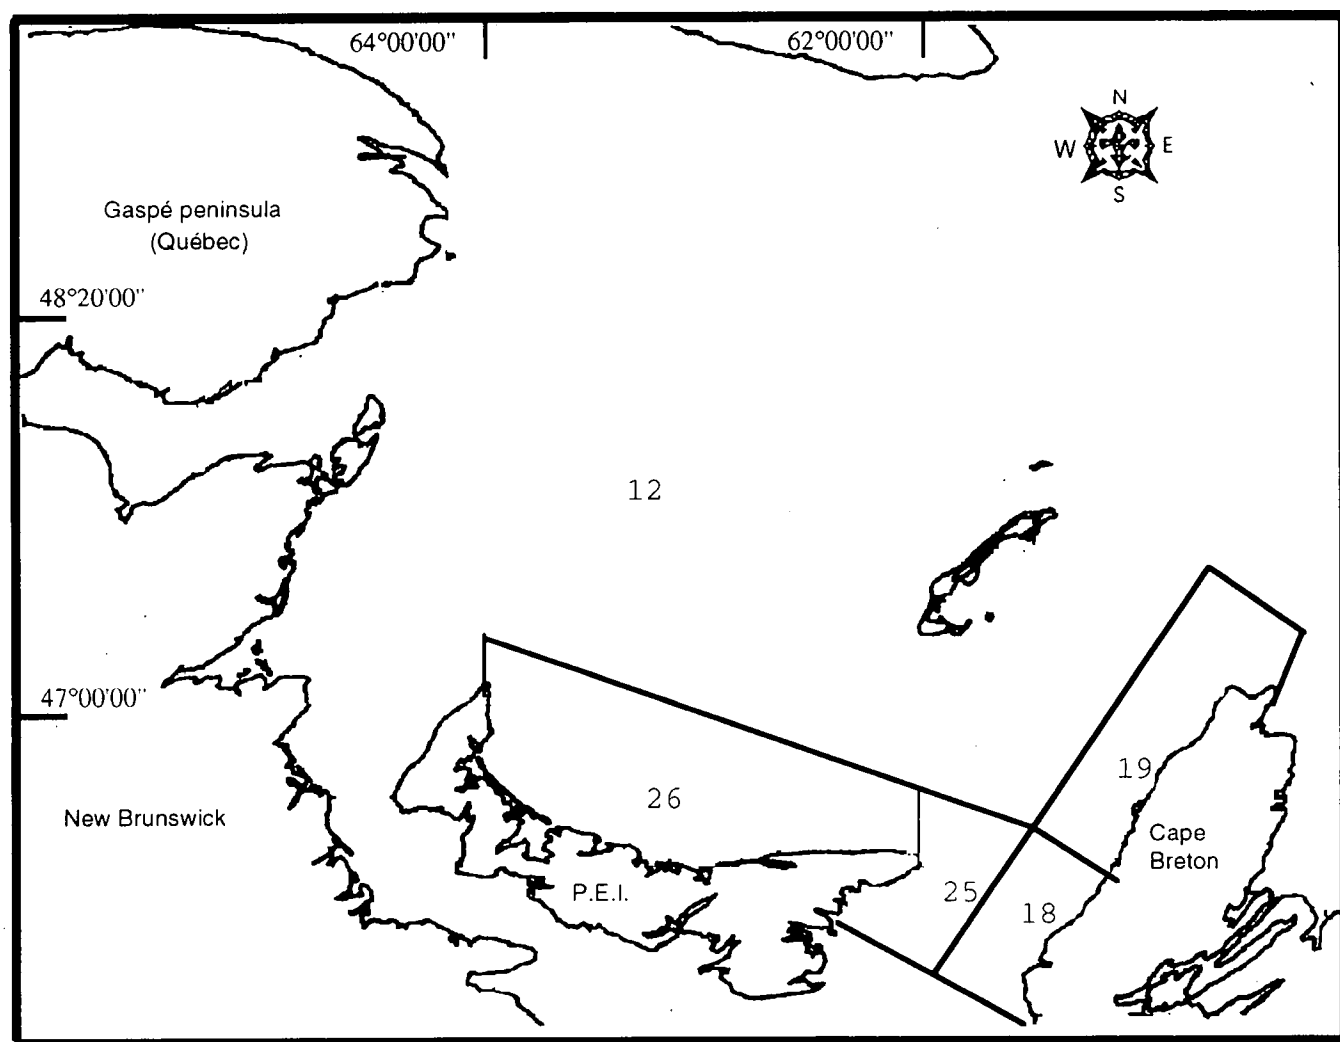 64°00'00"
62°00'00"
N
W
E
S
Gaspé peninsula
(Québec)
48°20'00"
12
47°00'00"
19
26
New Brunswick
Cape
Breton
P.E.I.
25
18